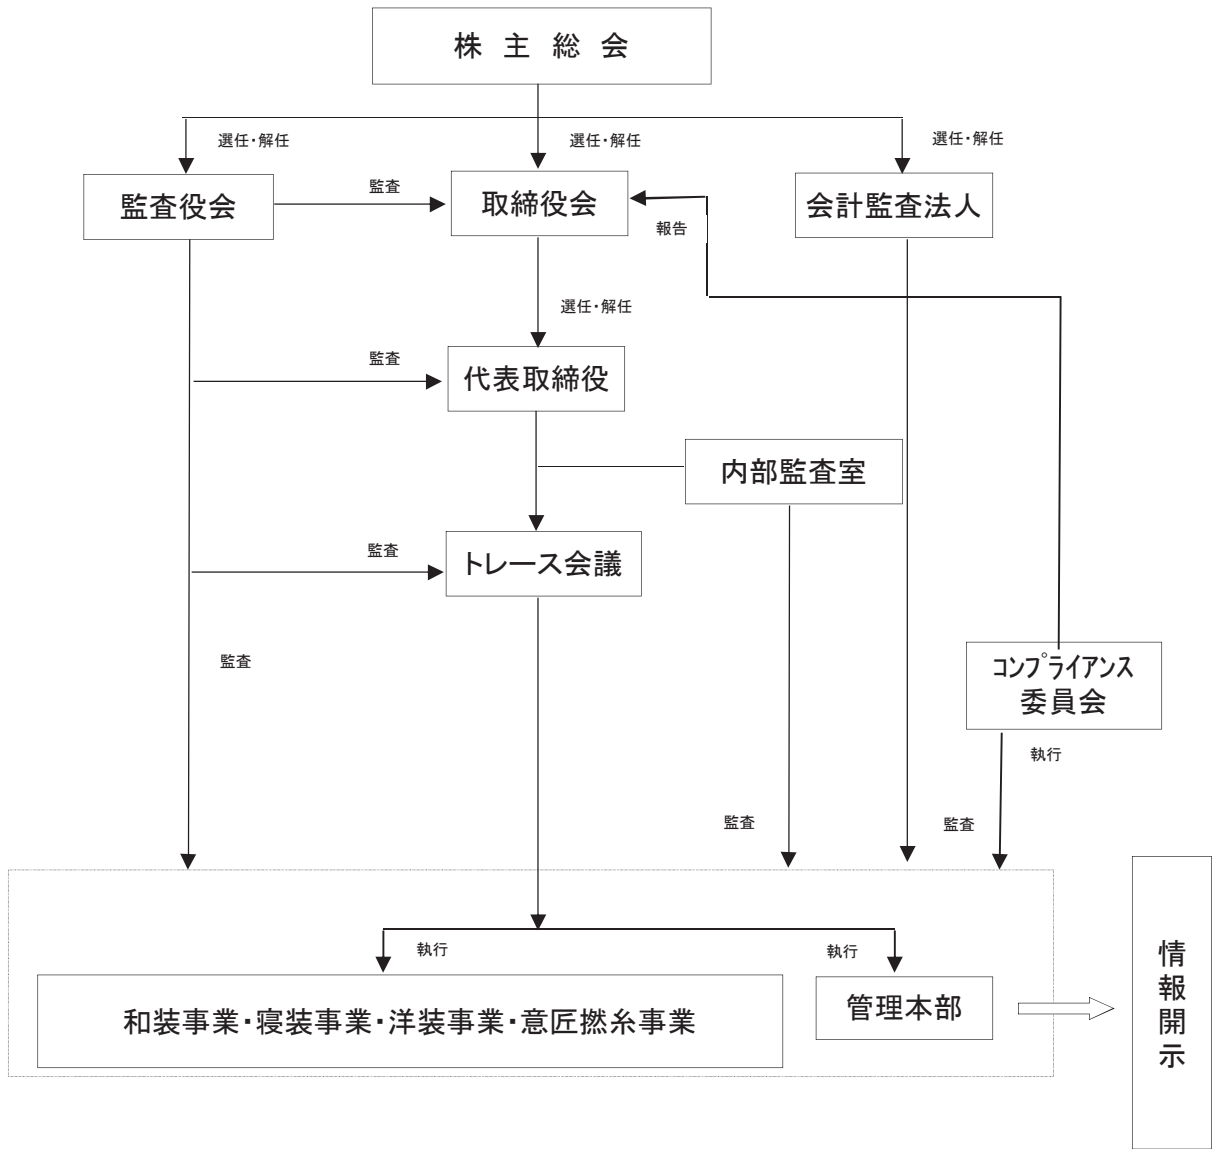 株主総会
選任・解任
選任・解任
選任・解任
監査役会
監査
取締役会
会計監査法人
報告
選任・解任
監査
代表取締役
内部監査室
監査
トレース会議
監査
コンプライアンス
委員会
執行
監査
監査
執行
執行
和装事業・寝装事業・洋装事業・意匠撚糸事業
管理本部
情報開示